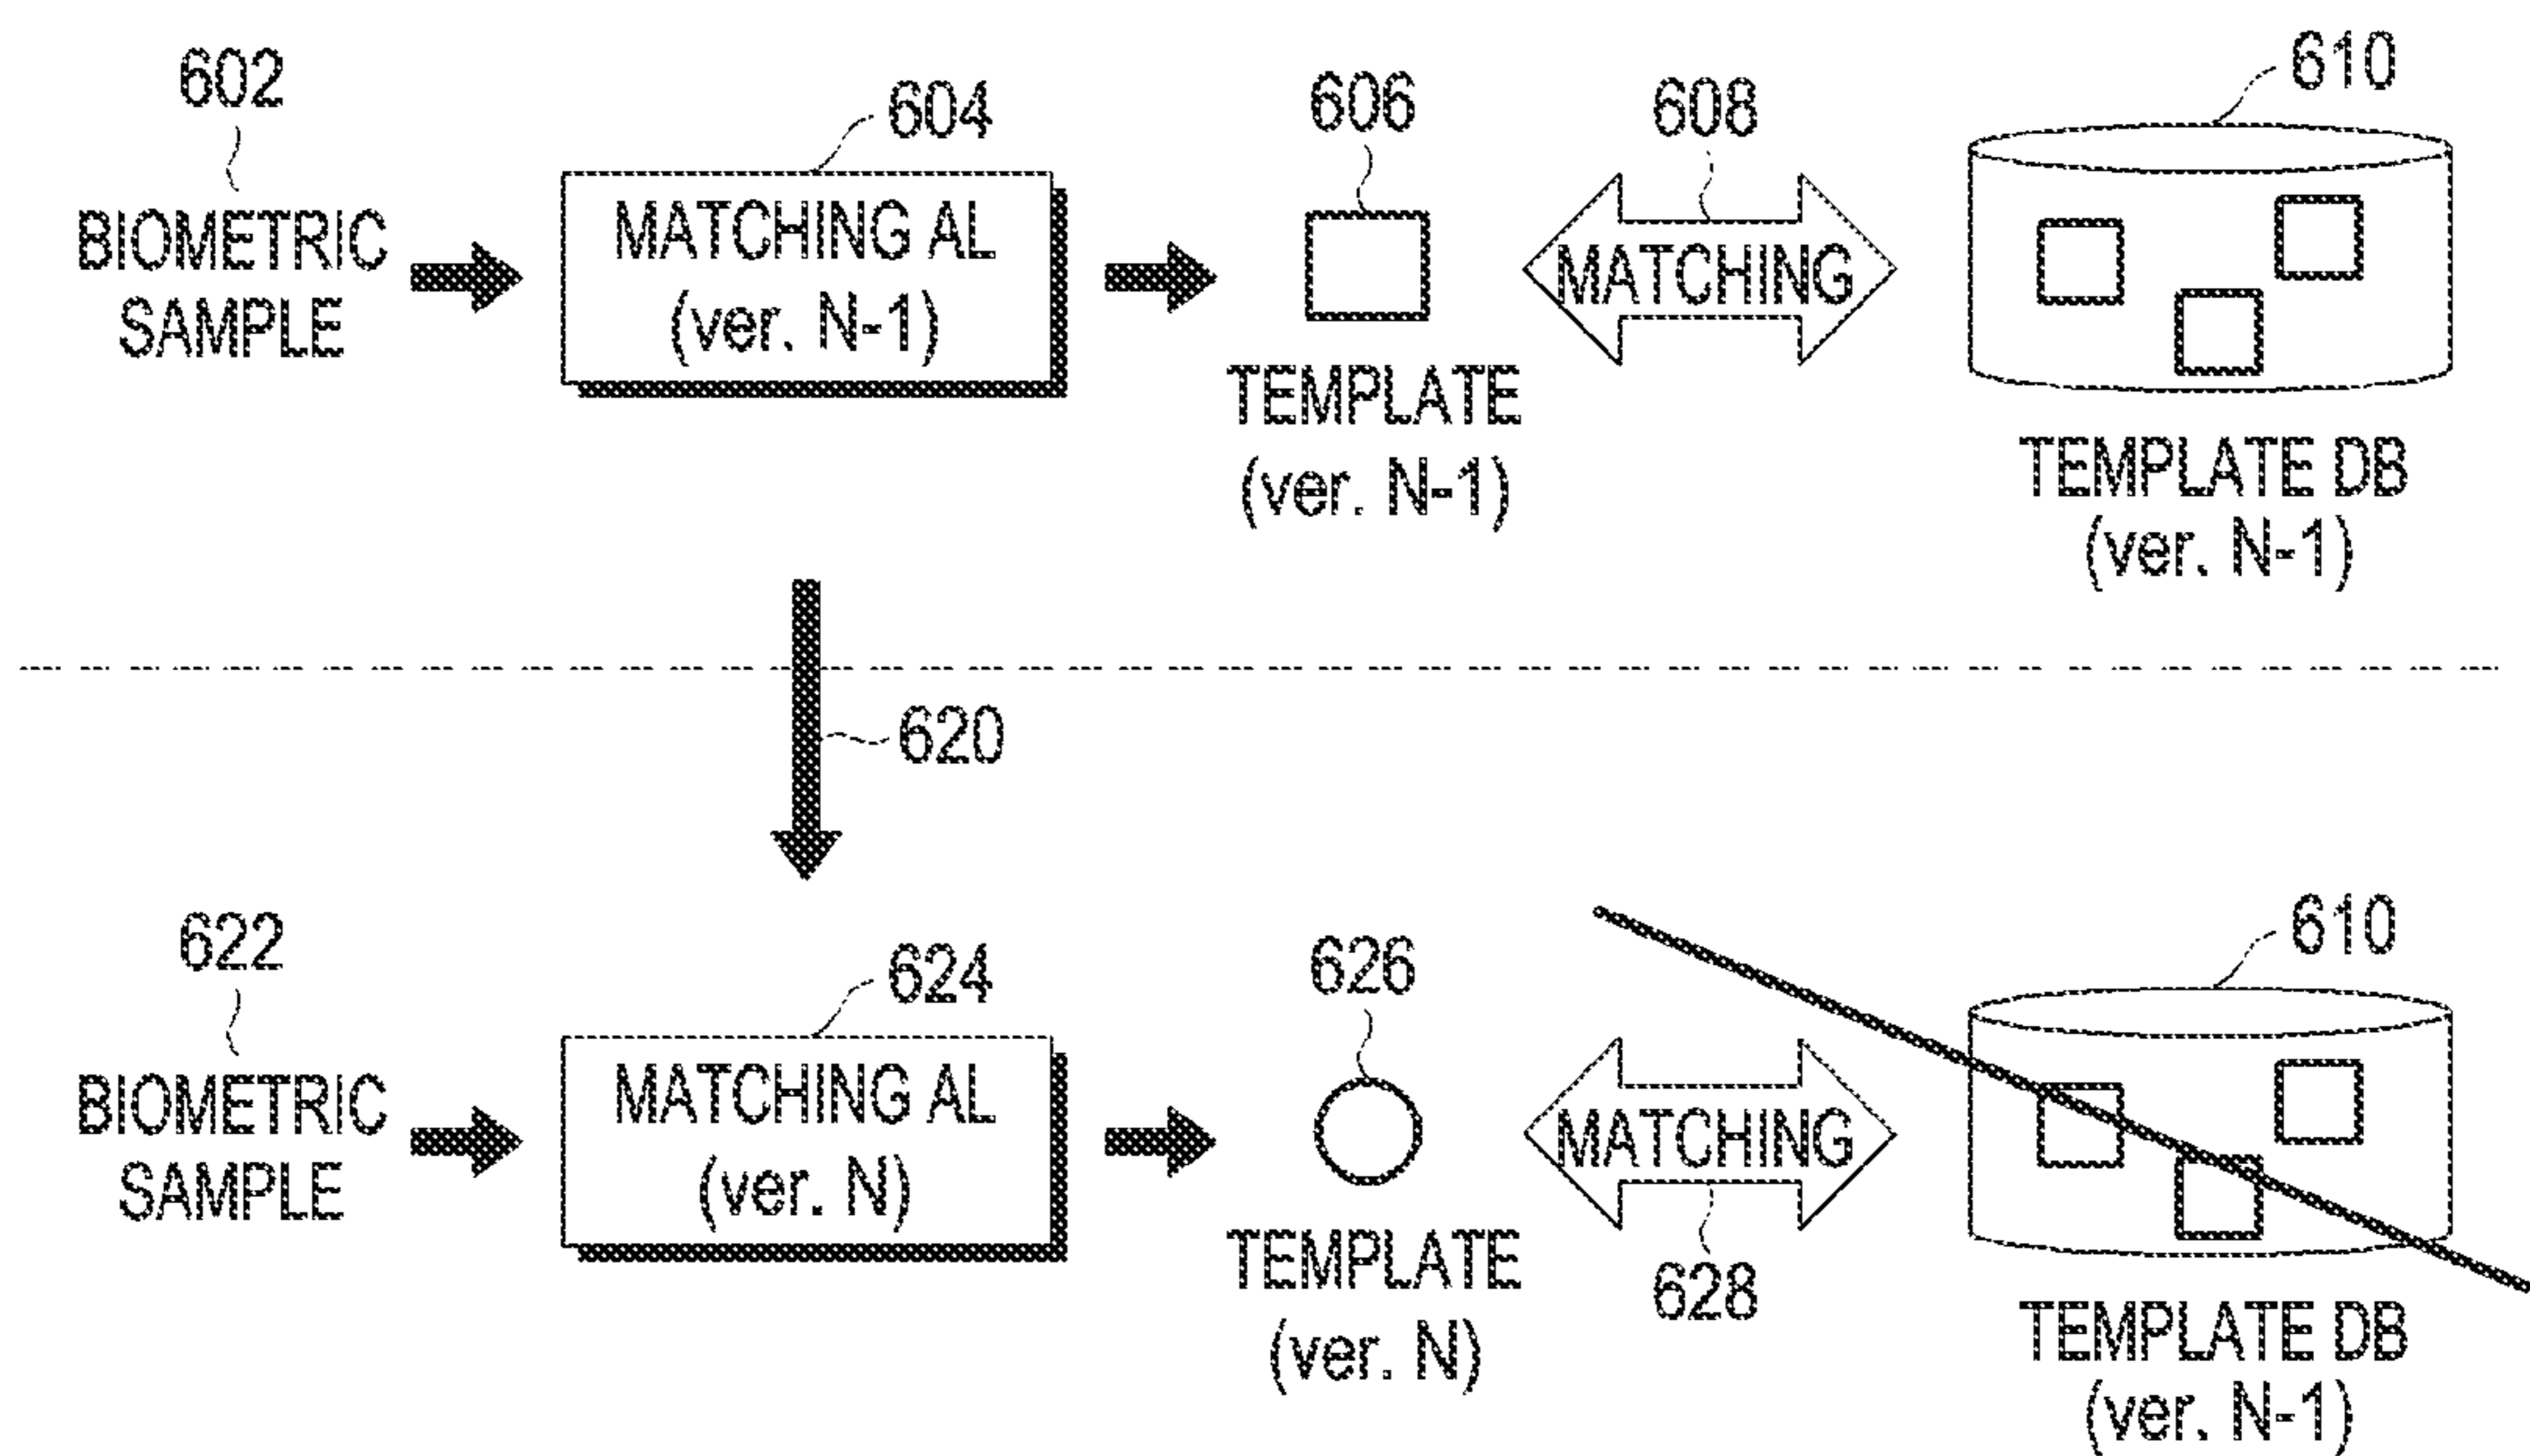 602
604
606
608
610
BIOMETRIC
SAMPLE
MATCHING AL
(ver. N-1)
MATCHING
TEMPLATE
(ver. N-1)
TEMPLATE DB
(ver. N-1)
620
622
624
626
610
BIOMETRIC
SAMPLE
MATCHING AL
(ver. N)
MATCHING
628
TEMPLATE
(ver. N)
TEMPLATE DB
(ver. N-1)